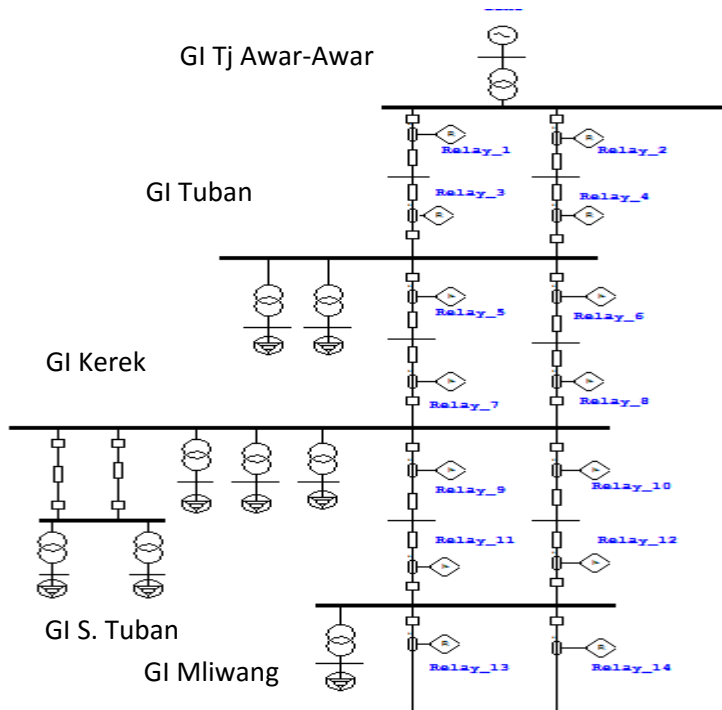 GI Tj Awar-Awar
Relay_1
Relay_2
GI Tuban
Relay_3
Relay_4
Relay_5
Relay_6
GI Kerek
Relay_7
Relay_8
Relay_9
Relay_10
Relay_11
Relay_12
GI S. Tuban
GI Mliwang
Relay_13
Relay_14